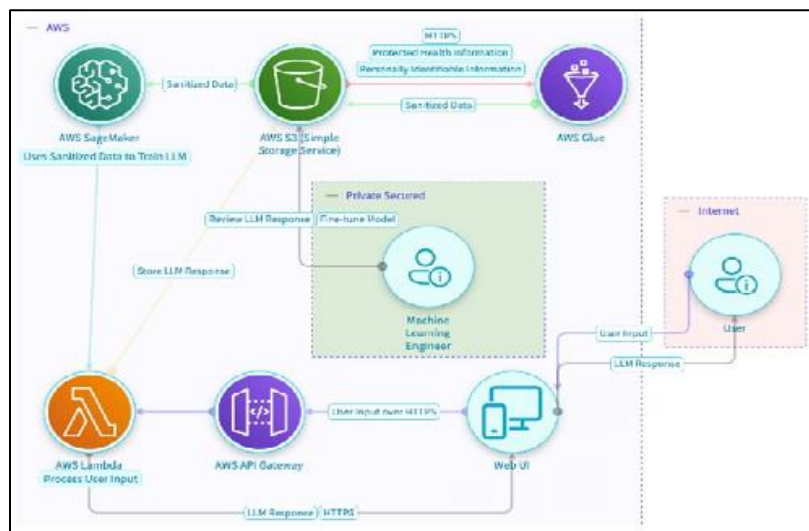 AWS
HTTPS
Protected Health Information
Personally Identifiable Information
Sanitized Data
Sanitized Data
AWS SageMaker
Uses Sanitized Data to Train LLM
AWS S3 (Simple
Storage Service)
AWS Glue
Private Secured
Internet
Review LLM Response
Fine-tune Model
Store LLM Response
Machine
Learning
Engineer
User
User Input
LLM Response
AWS Lambda
Process User Input
AWS API Gateway
User Input over HTTPS
Web UI
LLM Response
HTTPS